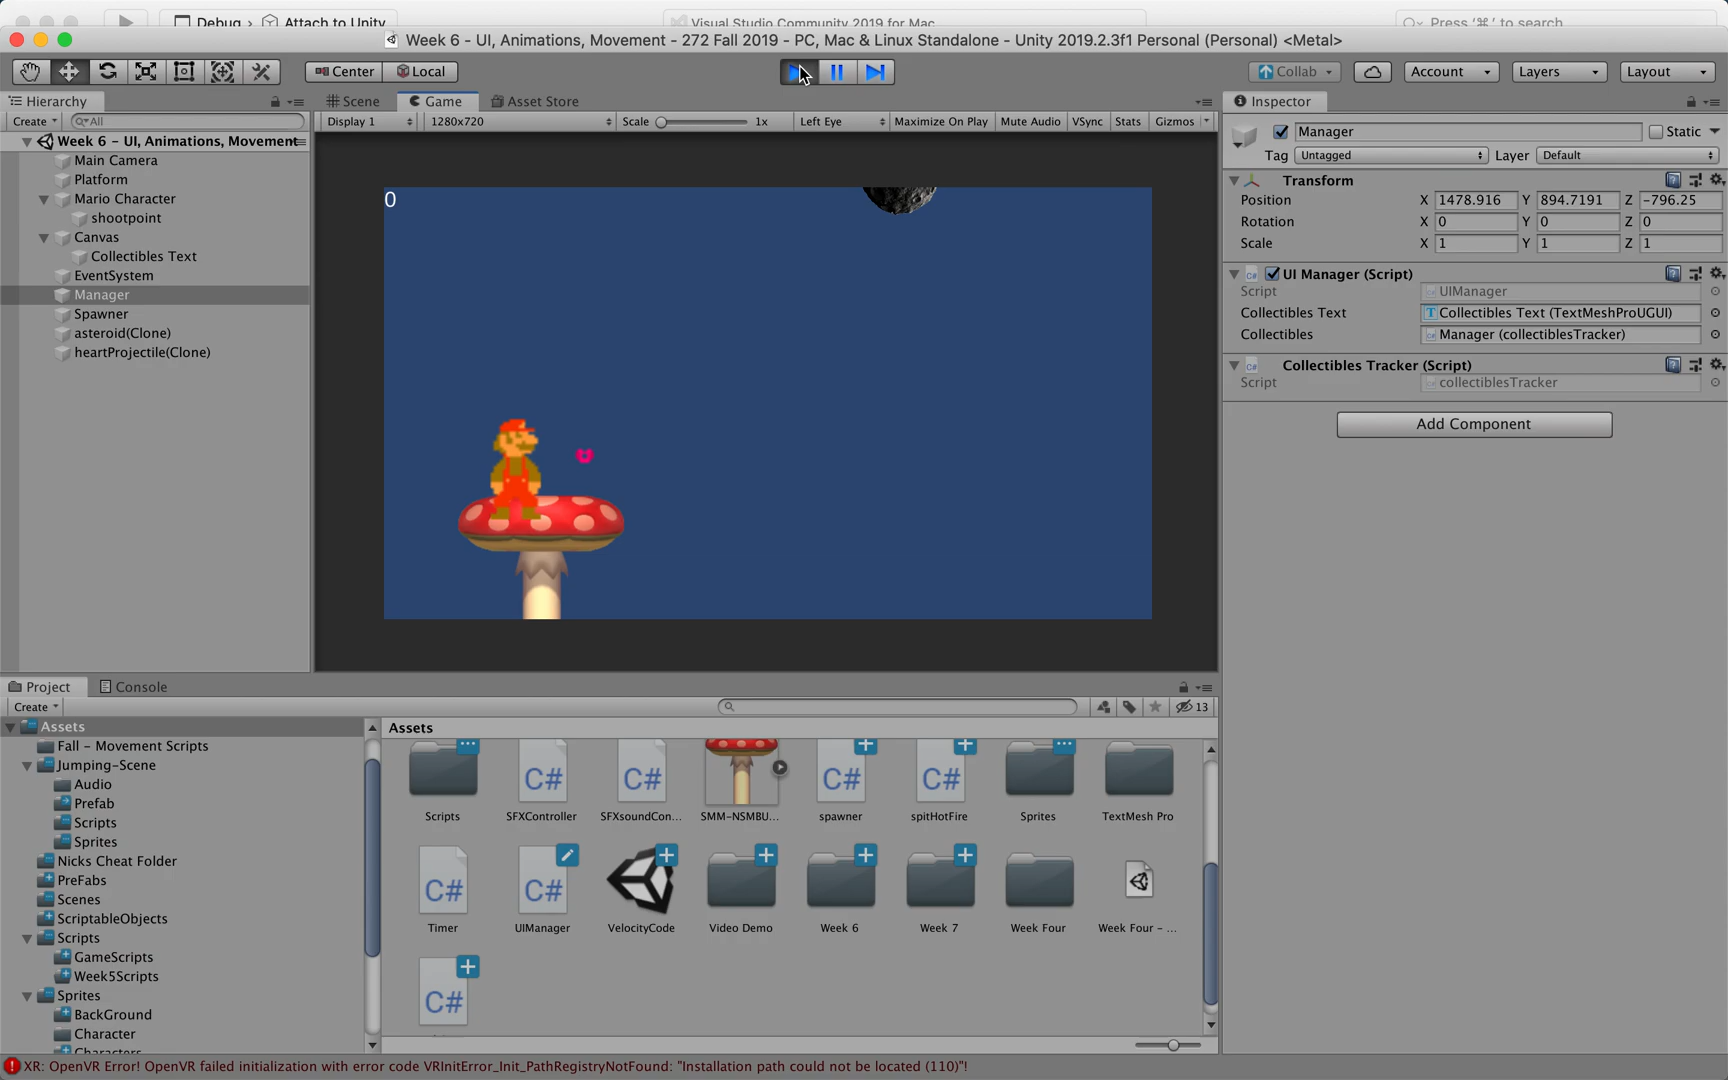 Debug › Attach to Unity
Visual Studio Community 2019 for Mac
Press '⌘.' to search
Week 6 - UI, Animations, Movement - 272 Fall 2019 - PC, Mac & Linux Standalone - Unity 2019.2.3f1 Personal (Personal) <Metal>
Center Local
Collab Account Layers Layout
Hierarchy Scene Game Asset Store Inspector
Create All
Display 1 1280x720 Scale 1x Left Eye Maximize On Play Mute Audio VSync Stats Gizmos
Week 6 - UI, Animations, Movement
Main Camera
Platform
Mario Character
shootpoint
Canvas
Collectibles Text
EventSystem
Manager
Spawner
asteroid(Clone)
heartProjectile(Clone)
0
Manager Static
Tag Untagged Layer Default
Transform
Position X 1478.916 Y 894.7191 Z -796.25
Rotation X 0 Y 0 Z 0
Scale X 1 Y 1 Z 1
C# UI Manager (Script)
Script UIManager
Collectibles Text T Collectibles Text (TextMeshProUGUI)
Collectibles Manager (collectiblesTracker)
C# Collectibles Tracker (Script)
Script collectiblesTracker
Add Component
Project Console
Create 13
Assets
Fall - Movement Scripts
Jumping-Scene
Audio
Prefab
Scripts
Sprites
Nicks Cheat Folder
PreFabs
Scenes
ScriptableObjects
Scripts
GameScripts
Week5Scripts
Sprites
BackGround
Character
Characters
Assets
C# C# C# C#
Scripts SFXController SFXsoundCon... SMM-NSMBU... spawner spitHotFire Sprites TextMesh Pro
C# C#
Timer UIManager VelocityCode Video Demo Week 6 Week 7 Week Four Week Four - ...
C#
XR: OpenVR Error! OpenVR failed initialization with error code VRInitError_Init_PathRegistryNotFound: "Installation path could not be located (110)"!